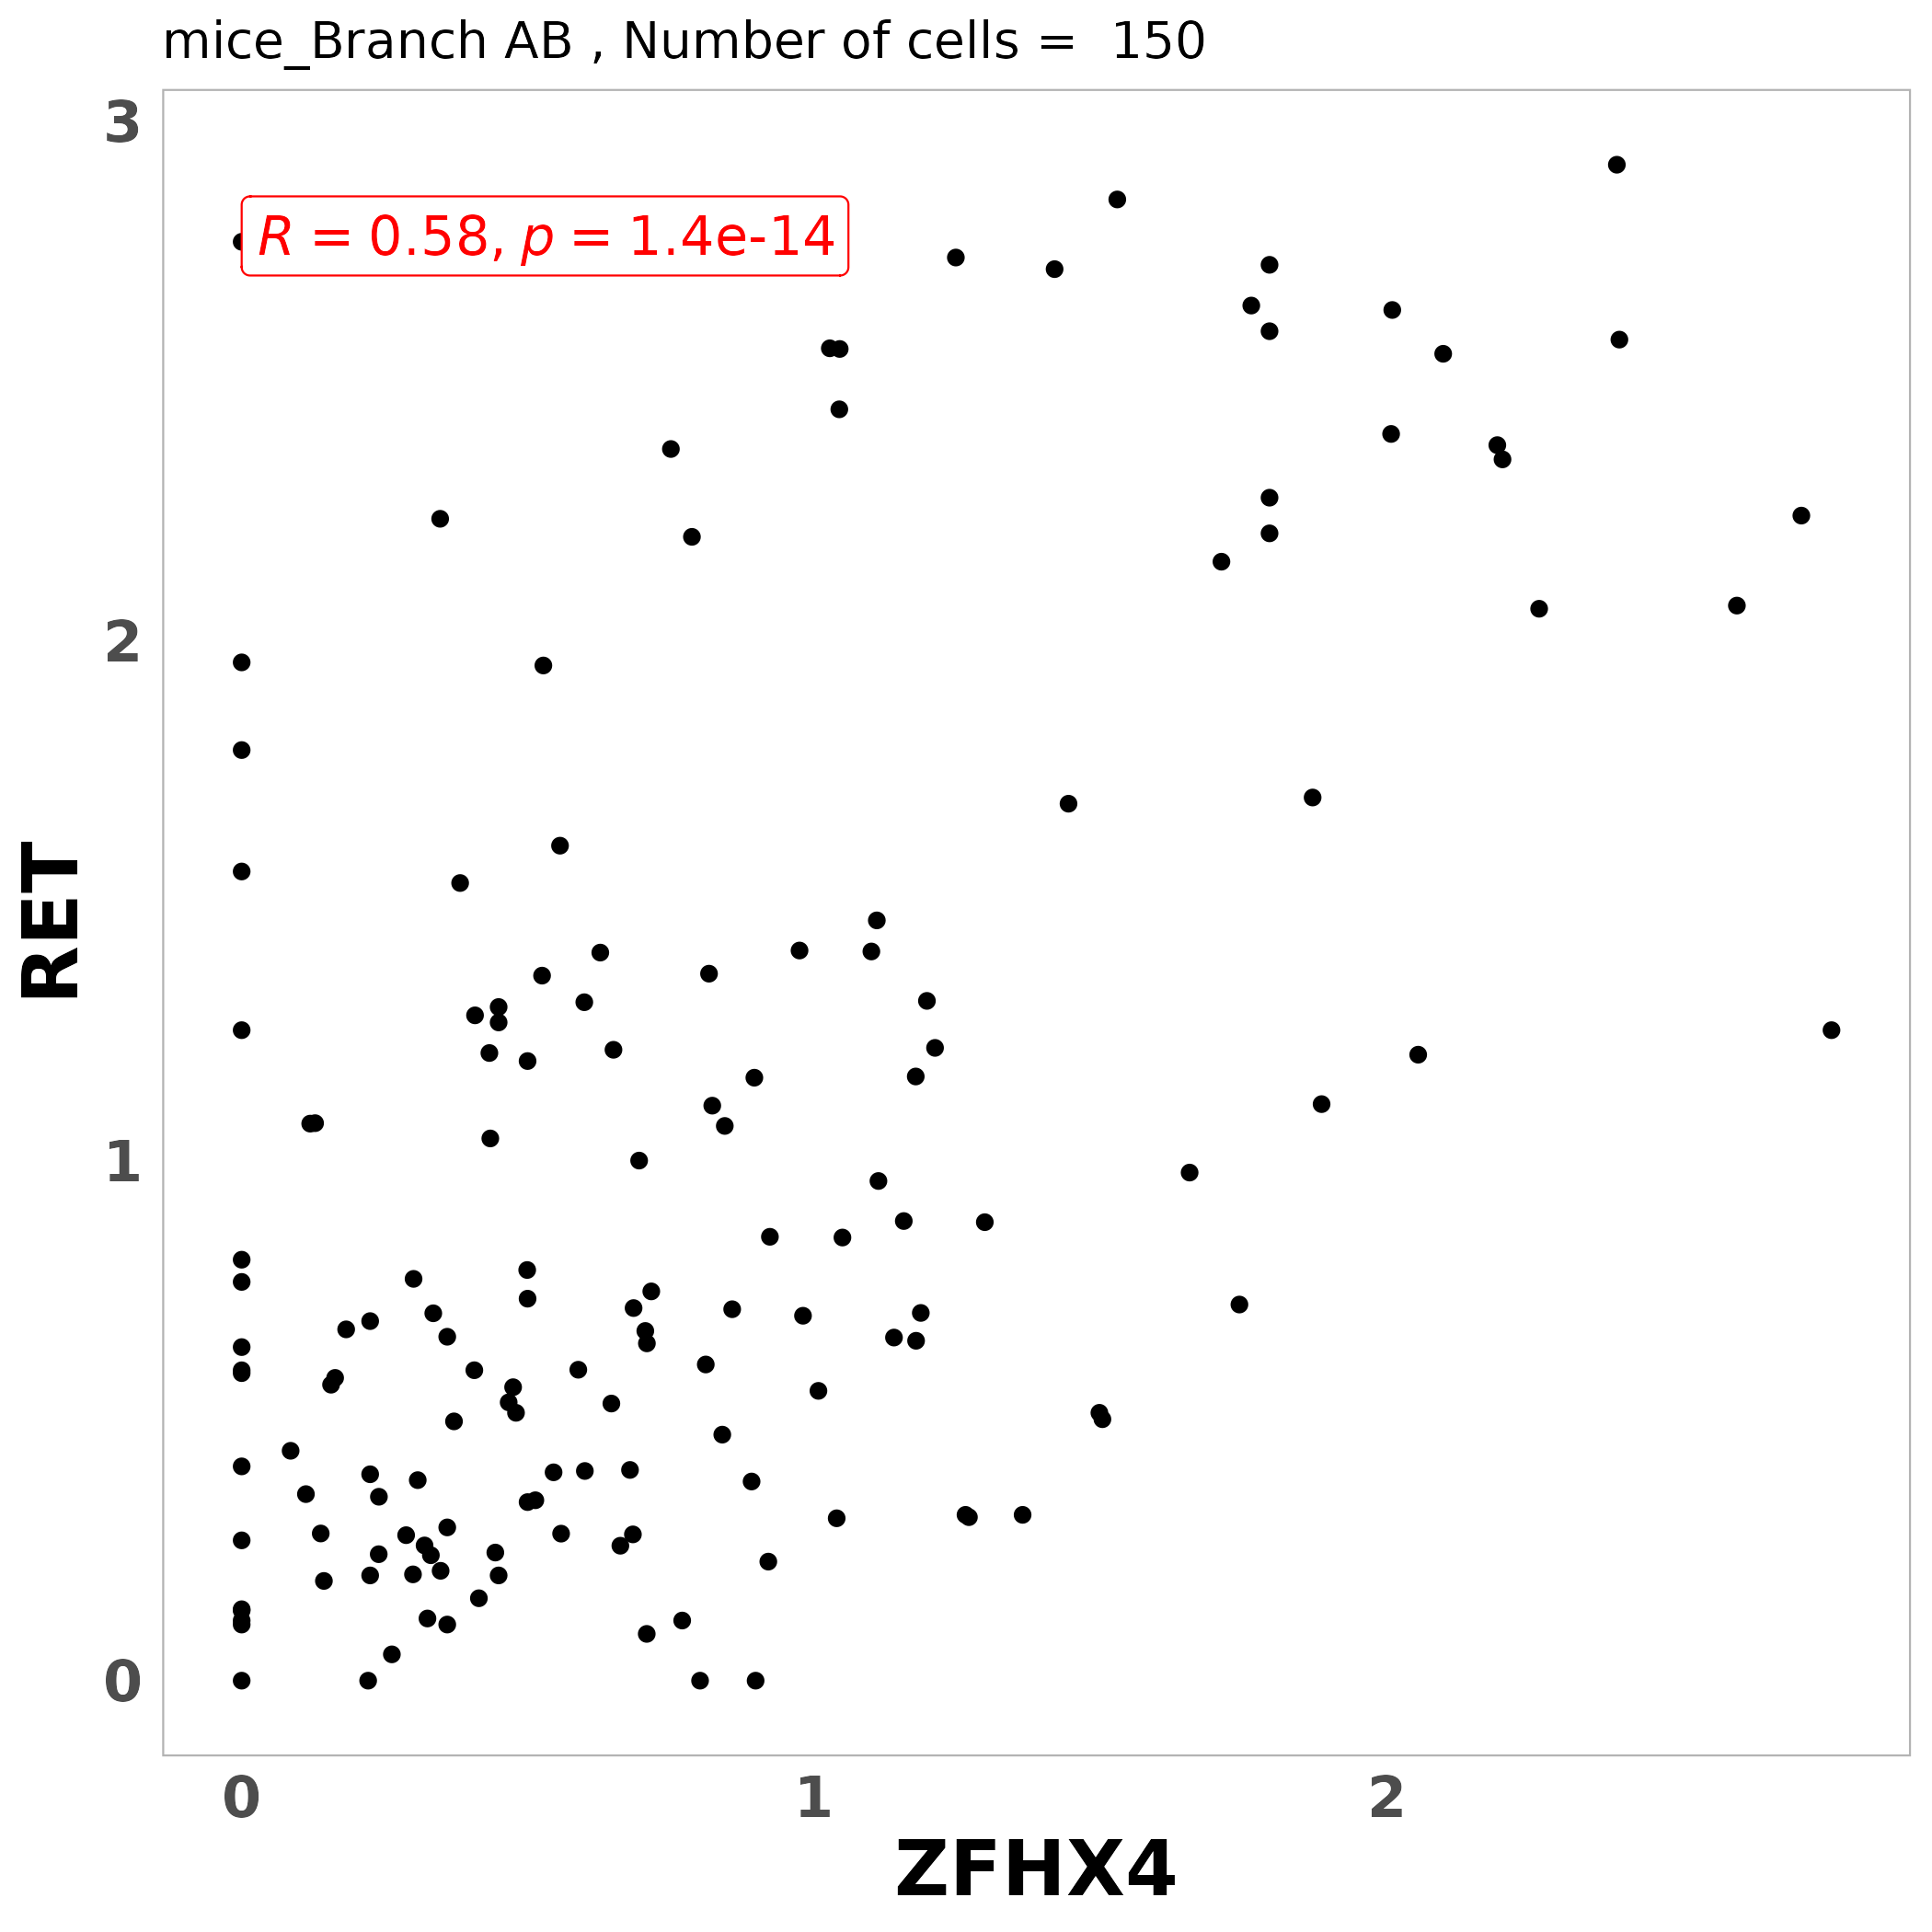 mice_Branch AB , Number of cells =  150
3
R = 0.58, p = 1.4e-14
2
RET
1
0
0 1 2
ZFHX4